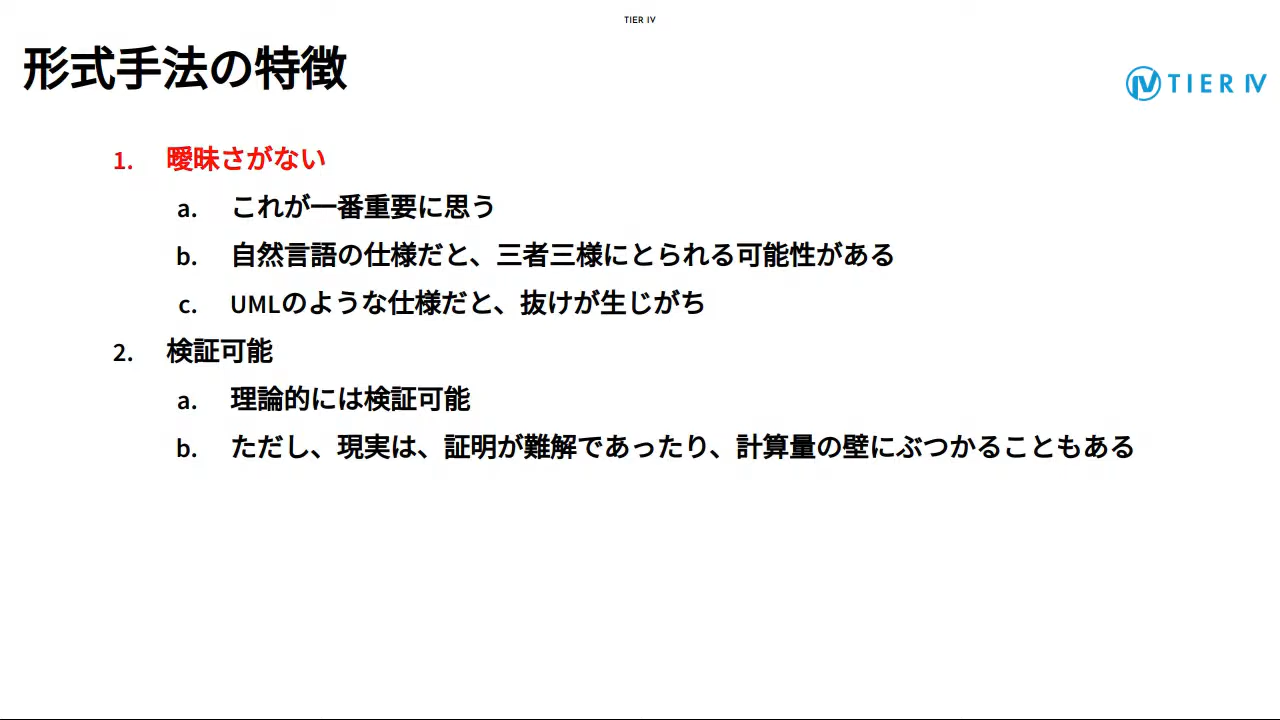 TIER IV
形式手法の特徴
TIER IV
1. 曖昧さがない
a. これが一番重要に思う
b. 自然言語の仕様だと、三者三様にとられる可能性がある
c. UMLのような仕様だと、抜けが生じがち
2. 検証可能
a. 理論的には検証可能
b. ただし、現実は、証明が難解であったり、計算量の壁にぶつかることもある